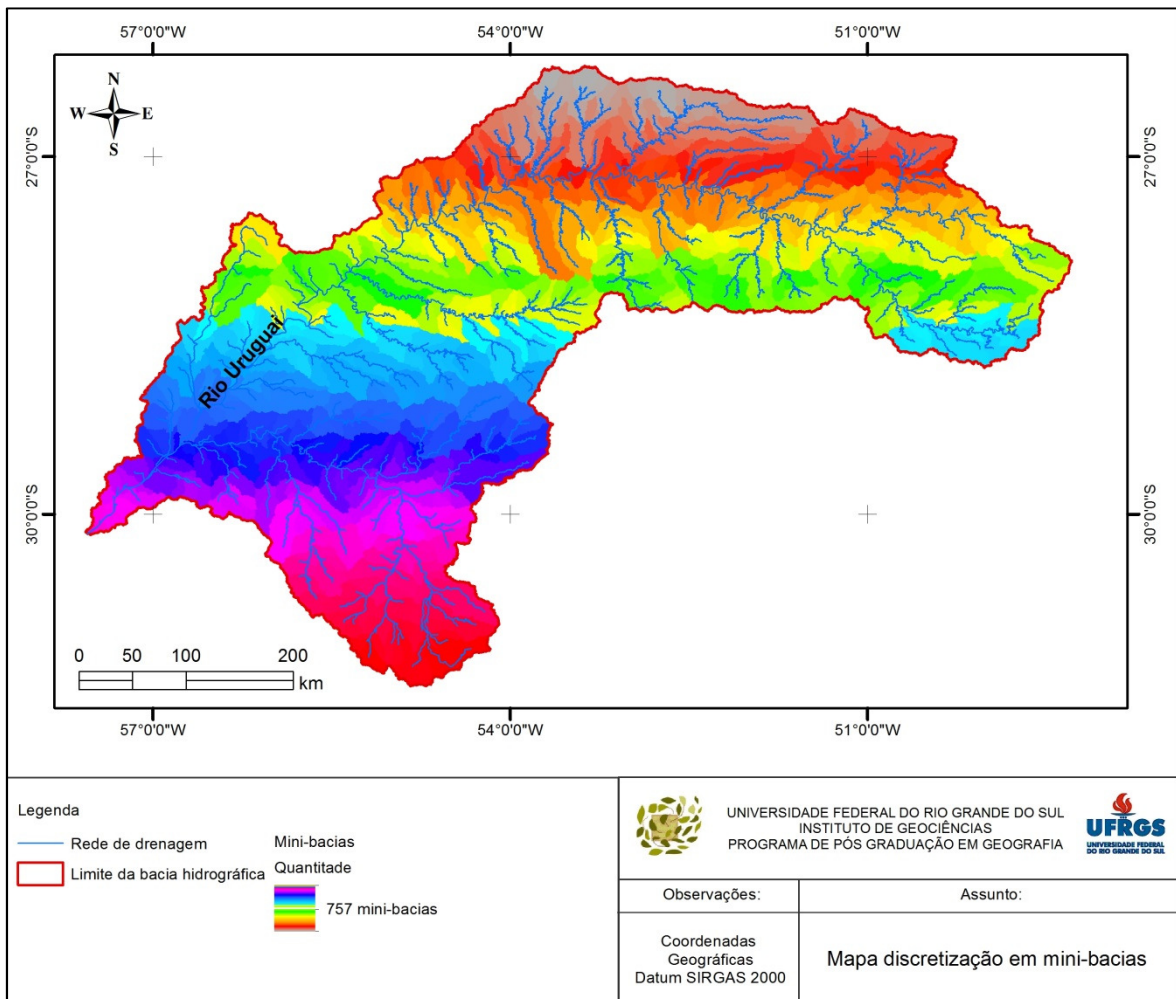 57°0'0"W 54°0'0"W 51°0'0"W
N
W E
S
27°0'0"S 27°0'0"S
Rio Uruguai
30°0'0"S 30°0'0"S
0 50 100 200
km
57°0'0"W 54°0'0"W 51°0'0"W
Legenda
Rede de drenagem
Limite da bacia hidrográfica
Mini-bacias
Quantitade
757 mini-bacias
UNIVERSIDADE FEDERAL DO RIO GRANDE DO SUL
INSTITUTO DE GEOCIÊNCIAS
PROGRAMA DE PÓS GRADUAÇÃO EM GEOGRAFIA
UFRGS
UNIVERSIDADE FEDERAL
DO RIO GRANDE DO SUL
Observações:
Assunto:
Coordenadas
Geográficas
Datum SIRGAS 2000
Mapa discretização em mini-bacias